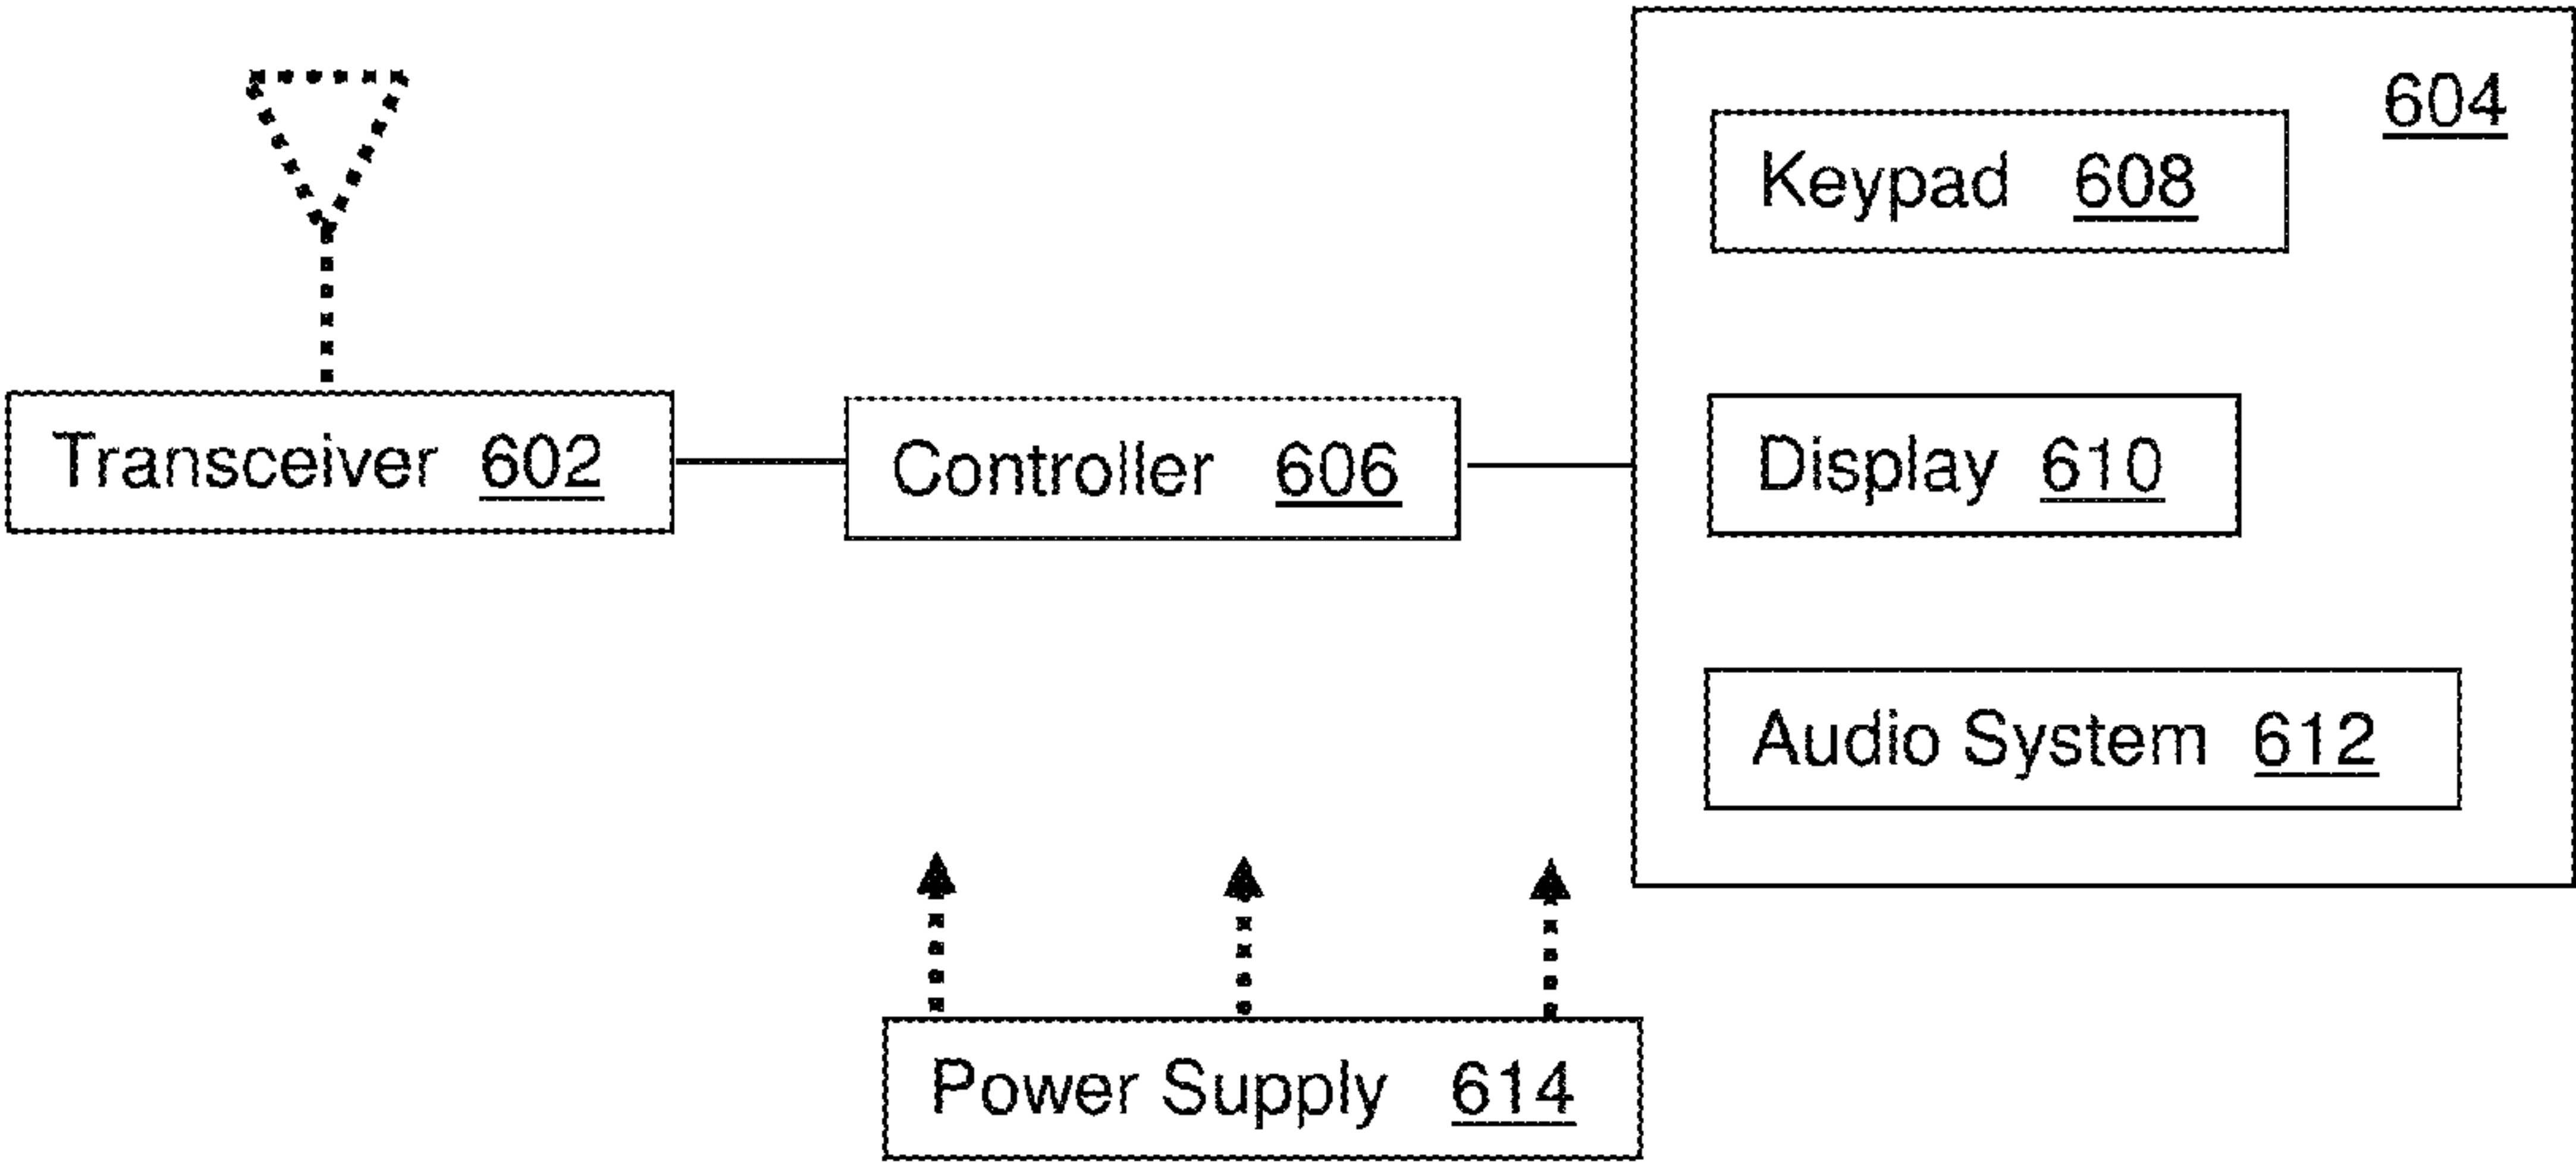 604
Keypad 608
Transceiver 602
Controller 606
Display 610
Audio System 612
Power Supply 614